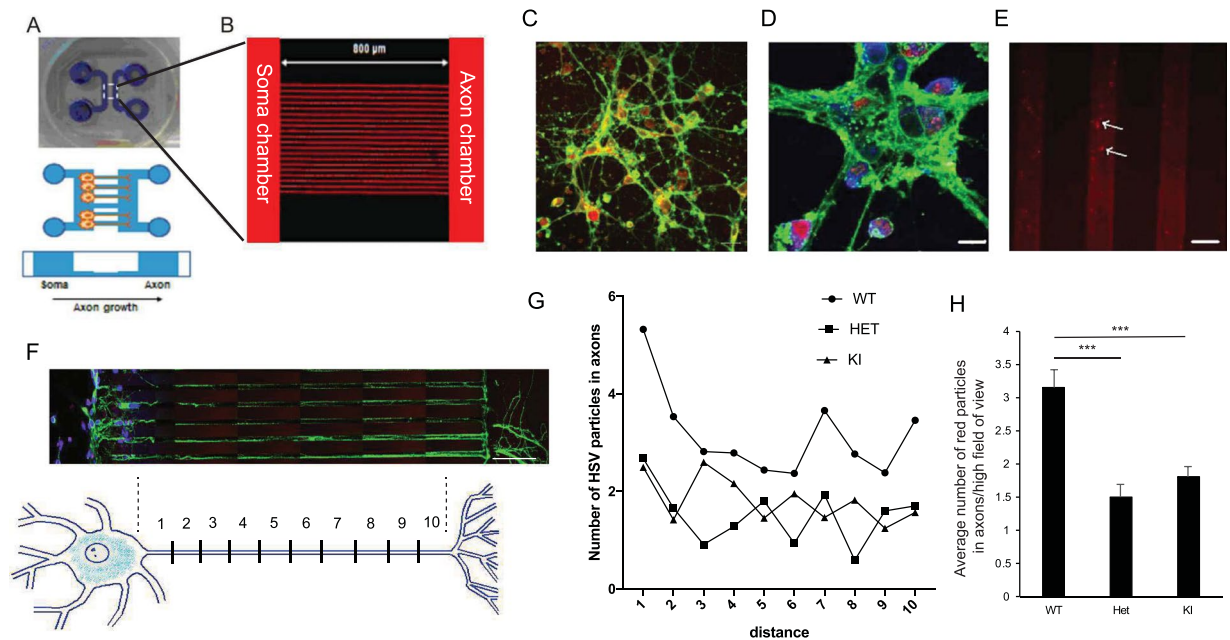 A
B
C
D
E
800 μm
Soma chamber
Axon chamber
Soma
Axon
Axon growth
F
1 2 3 4 5 6 7 8 9 10
G
Number of HSV particles in axons
6
4
2
0
WT
HET
KI
1 2 3 4 5 6 7 8 9 10
distance
H
Average number of red particles
in axons/high field of view
4
3.5
3
2.5
2
1.5
1
0.5
0
***
***
WT Het KI